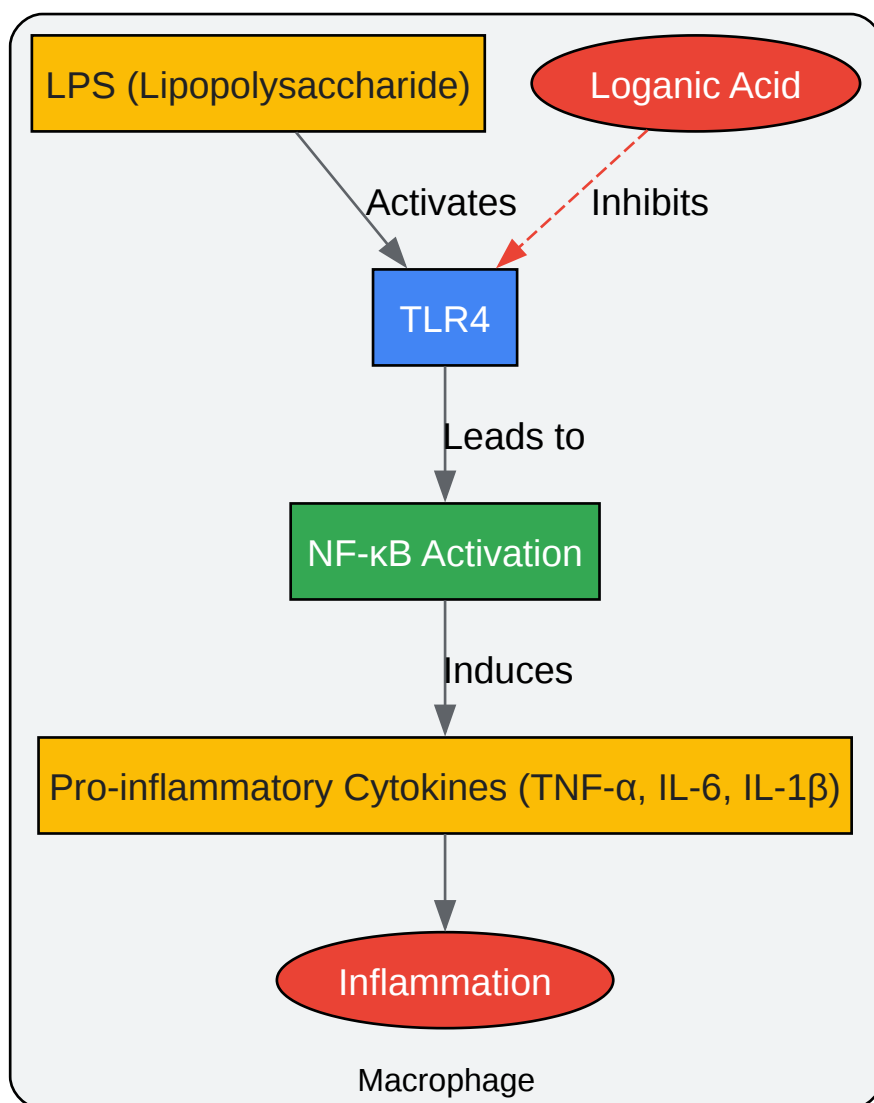 LPS (Lipopolysaccharide)
Loganic Acid
Activates
Inhibits
TLR4
Leads to
NF-κB Activation
Induces
Pro-inflammatory Cytokines (TNF-α, IL-6, IL-1β)
Inflammation
Macrophage